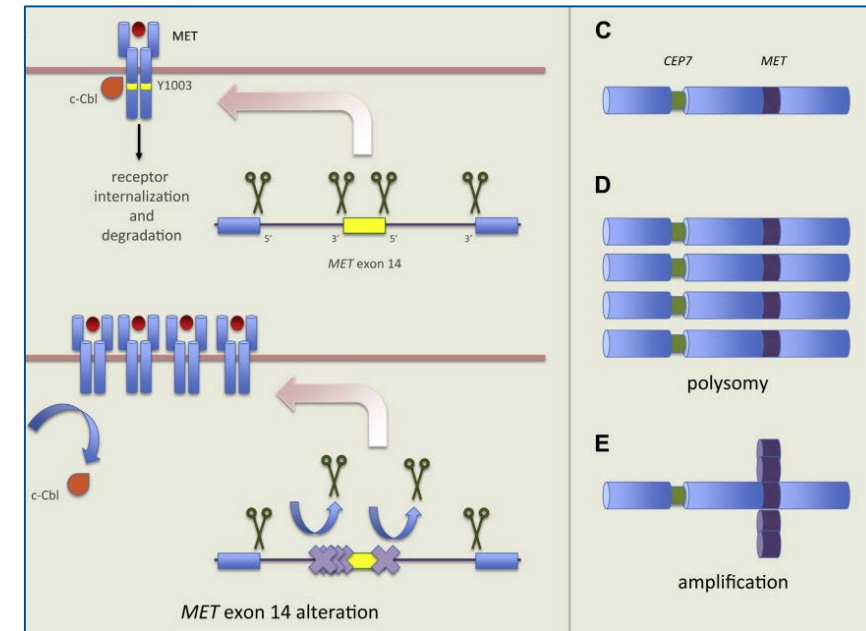 MET
c-Cbl
Y1003
receptor
internalization
and
degradation
5' 3' 5' 3'
MET exon 14
c-Cbl
MET exon 14 alteration
C
CEP7 MET
D
polysomy
E
amplification